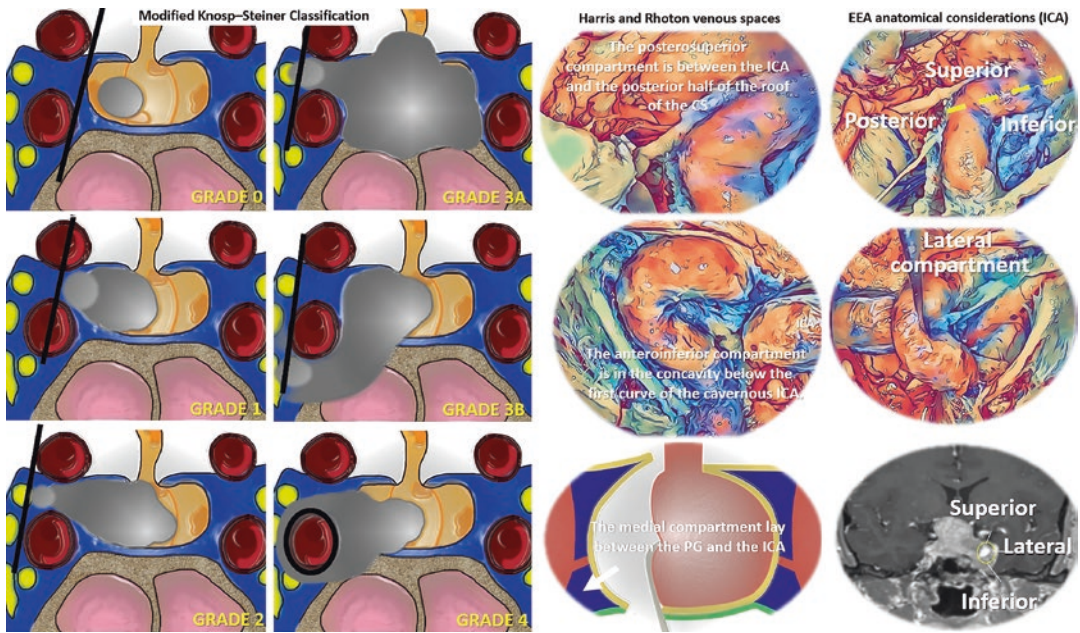 Modified Knosp–Steiner Classification
GRADE 0
GRADE 3A
GRADE 1
GRADE 3B
GRADE 2
GRADE 4
Harris and Rhoton venous spaces
The posterosuperior
compartment is between the ICA
and the posterior half of the roof
of the CS
ICA
The anteroinferior compartment
is in the concavity below the
first curve of the cavernous ICA.
The medial compartment lay
between the PG and the ICA
EEA anatomical considerations (ICA)
Superior
Posterior
Inferior
Lateral
compartment
Superior
Lateral
Inferior